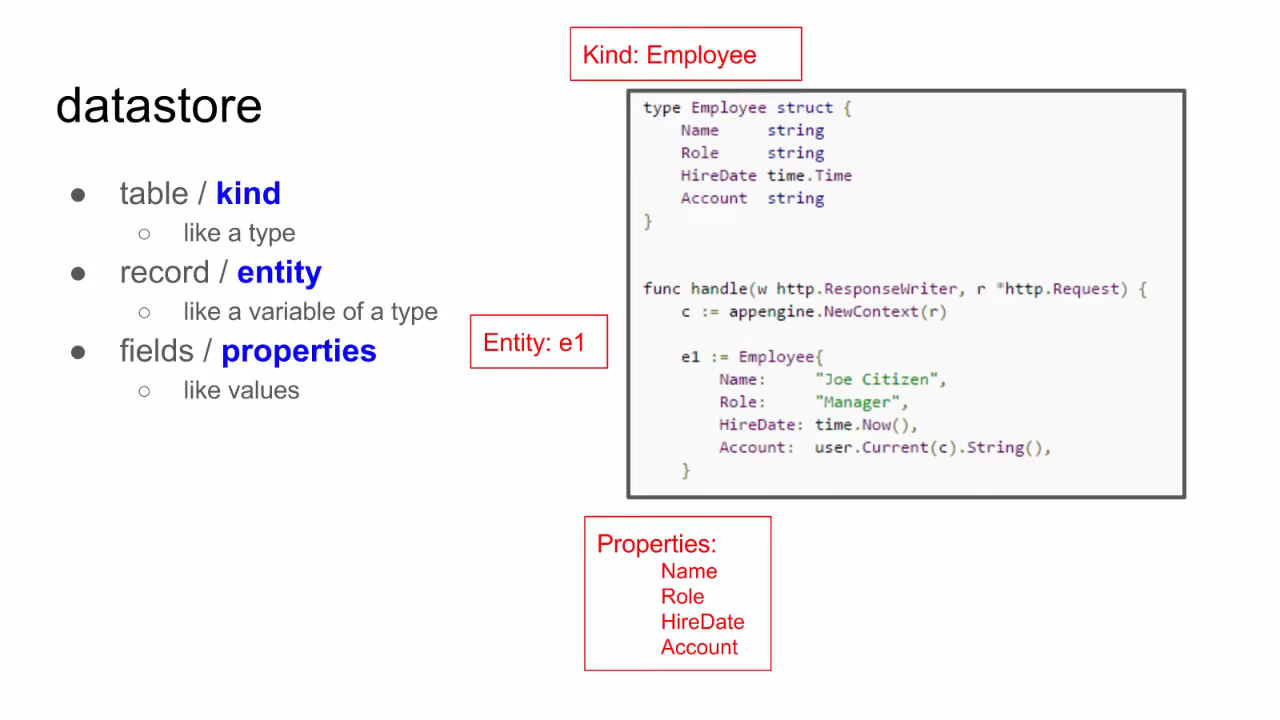 datastore
● table / kind
○ like a type
● record / entity
○ like a variable of a type
● fields / properties
○ like values
Kind: Employee
type Employee struct {
    Name     string
    Role     string
    HireDate time.Time
    Account  string
}
func handle(w http.ResponseWriter, r *http.Request) {
    c := appengine.NewContext(r)
    e1 := Employee{
        Name:     "Joe Citizen",
        Role:     "Manager",
        HireDate: time.Now(),
        Account:  user.Current(c).String(),
    }
Entity: e1
Properties:
Name
Role
HireDate
Account